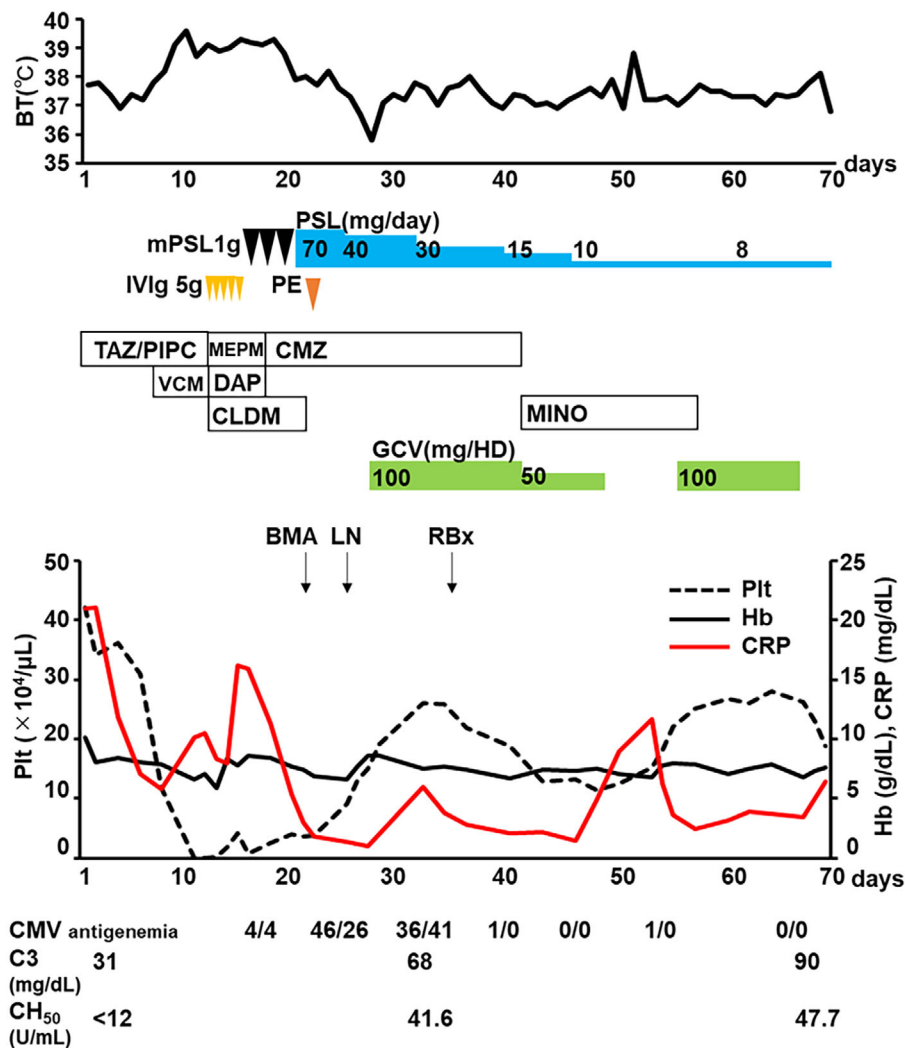 BT(℃)
40
39
38
37
36
35
1 10 20 30 40 50 60 70 days
PSL(mg/day)
mPSL1g 70 40 30 15 10 8
IVIg 5g PE
TAZ/PIPC MEPM CMZ
VCM DAP
CLDM MINO
GCV(mg/HD)
100 50 100
BMA LN RBx
Plt (×10⁴/μL)
50
40
30
20
10
0
Hb (g/dL), CRP (mg/dL)
25
20
15
10
5
0
Plt
Hb
CRP
1 10 20 30 40 50 60 70 days
CMV antigenemia 4/4 46/26 36/41 1/0 0/0 1/0 0/0
C3 31 68 90
(mg/dL)
CH₅₀ <12 41.6 47.7
(U/mL)